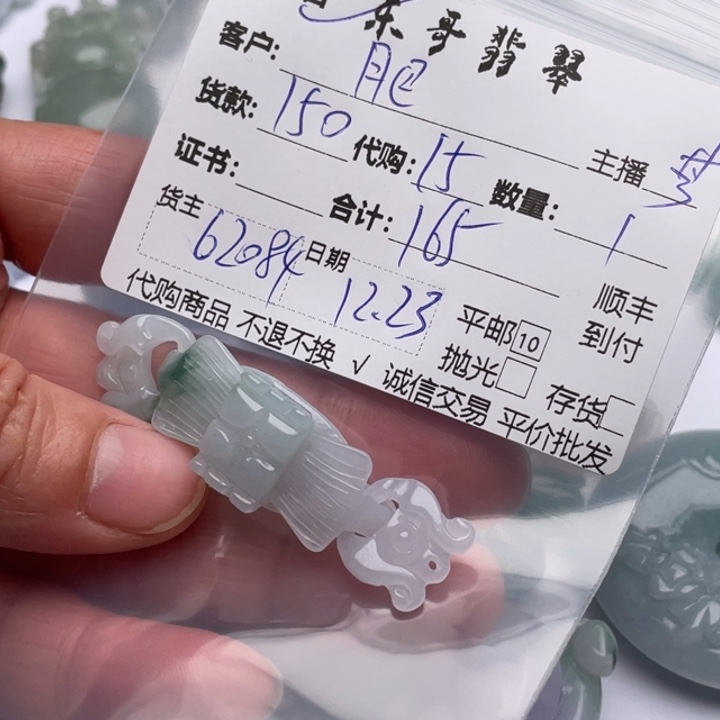 东哥翡翠
客户: 肥
货款: 150 代购: 15 主播
证书: 合计: 165 数量: 1
货主 62084 日期 12.23 顺丰
平邮 10 到付
抛光 存货
代购商品 不退不换 √ 诚信交易 平价批发